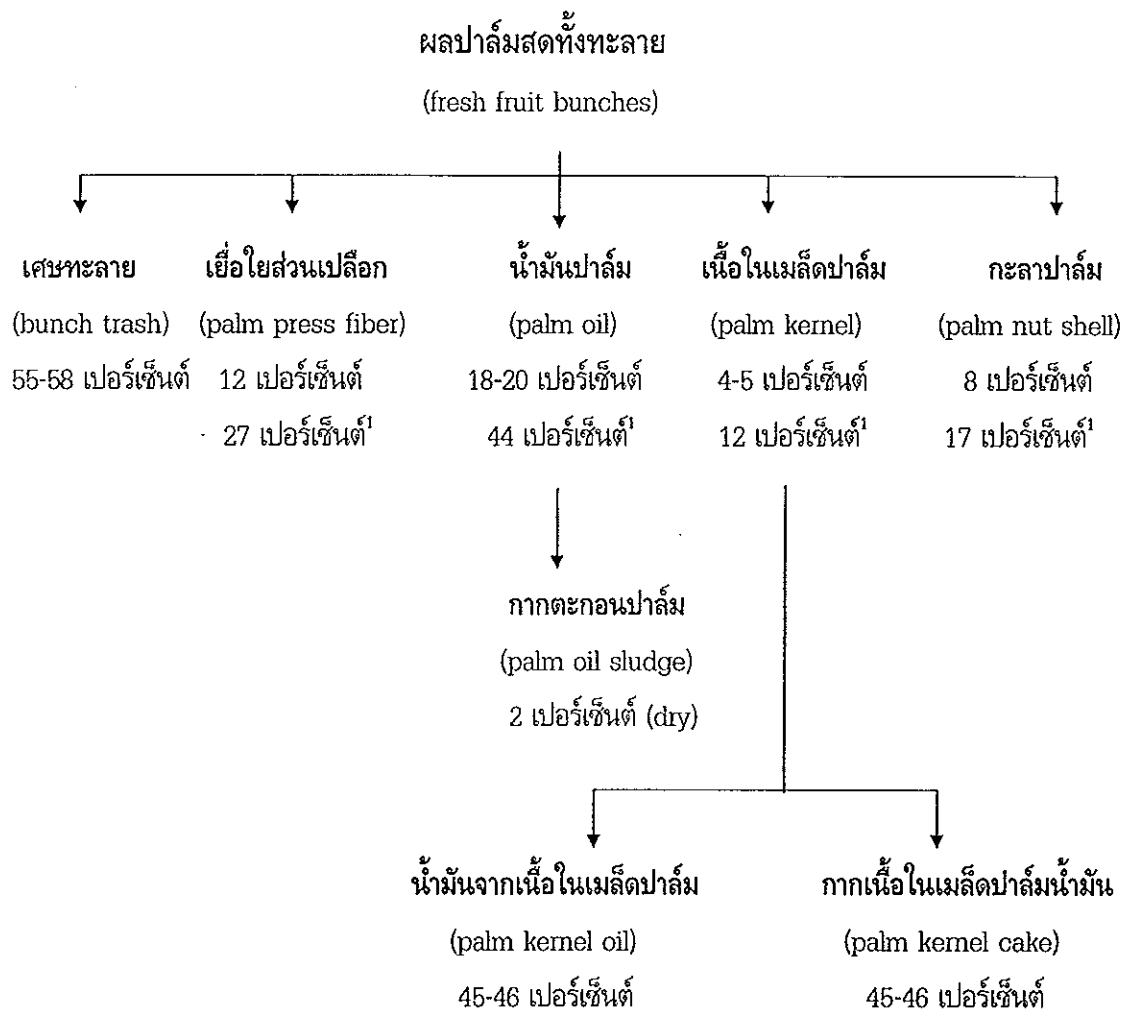 ผลปาล์มสดทั้งทะลาย
(fresh fruit bunches)
เศษทะลาย
(bunch trash)
55-58 เปอร์เซ็นต์
เยื่อใยส่วนเปลือก
(palm press fiber)
12 เปอร์เซ็นต์
27 เปอร์เซ็นต์¹
น้ำมันปาล์ม
(palm oil)
18-20 เปอร์เซ็นต์
44 เปอร์เซ็นต์¹
เนื้อในเมล็ดปาล์ม
(palm kernel)
4-5 เปอร์เซ็นต์
12 เปอร์เซ็นต์¹
กะลาปาล์ม
(palm nut shell)
8 เปอร์เซ็นต์
17 เปอร์เซ็นต์¹
กากตะกอนปาล์ม
(palm oil sludge)
2 เปอร์เซ็นต์ (dry)
น้ำมันจากเนื้อในเมล็ดปาล์ม
(palm kernel oil)
45-46 เปอร์เซ็นต์
กากเนื้อในเมล็ดปาล์มน้ำมัน
(palm kernel cake)
45-46 เปอร์เซ็นต์